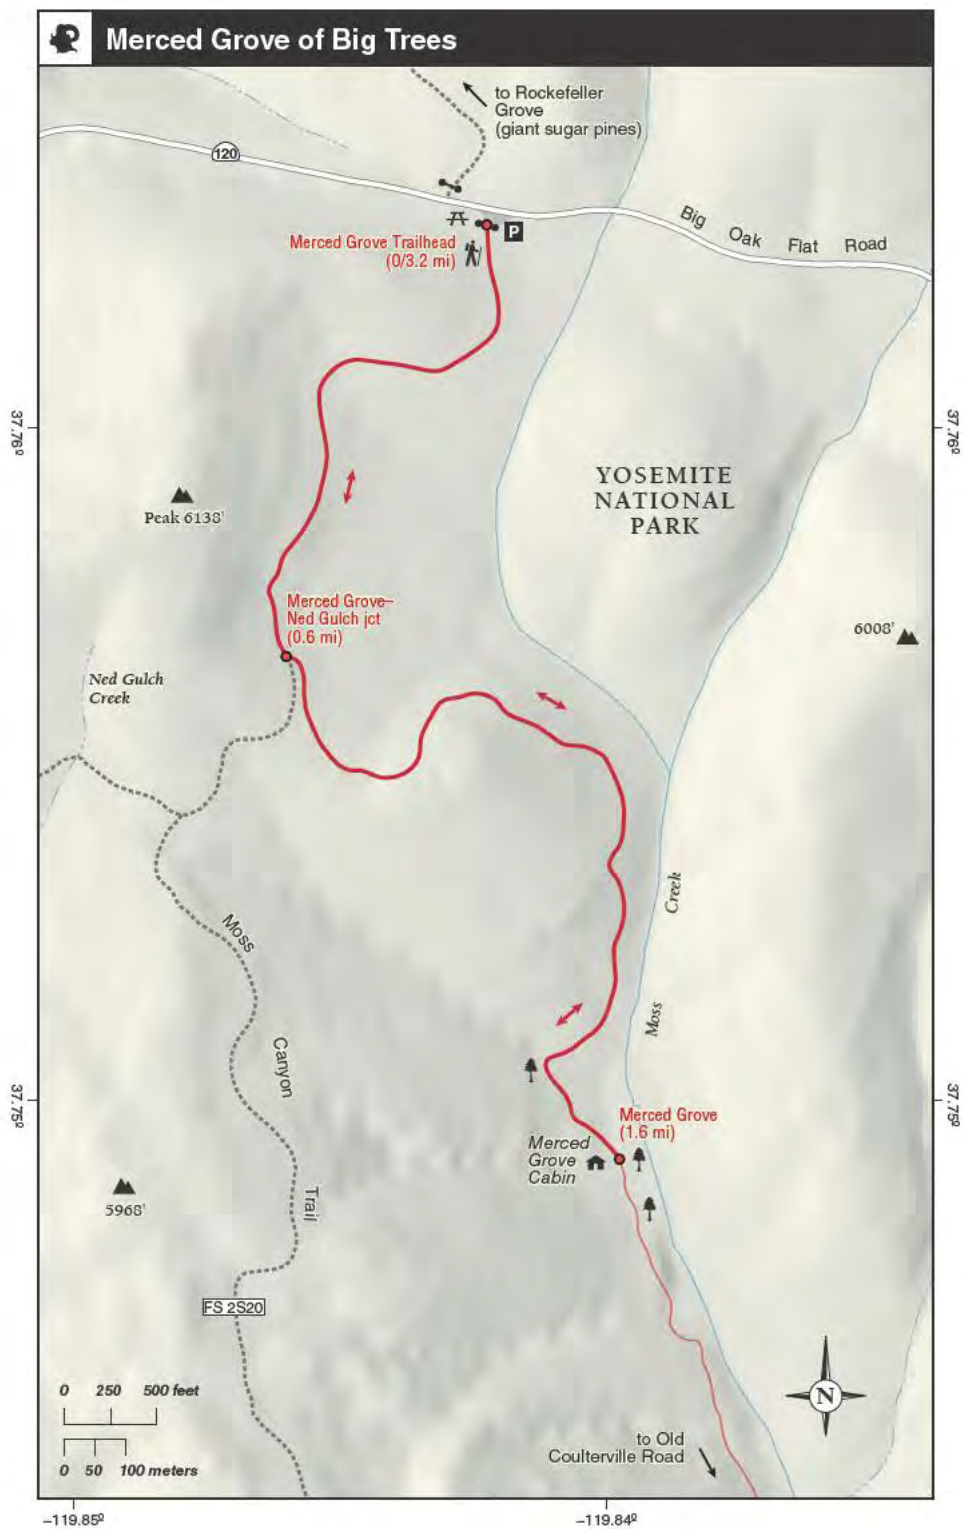 Merced Grove of Big Trees
to Rockefeller
Grove
(giant sugar pines)
120
P
Big Oak Flat Road
Merced Grove Trailhead
(0/3.2 mi)
37.76º
37.76º
YOSEMITE
NATIONAL
PARK
Peak 6138'
Merced Grove–
Ned Gulch jct
(0.6 mi)
6008'
Ned Gulch
Creek
Moss Creek
Moss Canyon Trail
37.75º
37.75º
Merced Grove
(1.6 mi)
Merced
Grove
Cabin
5968'
FS 2S20
0 250 500 feet
0 50 100 meters
N
to Old
Coulterville Road
–119.85º
–119.84º